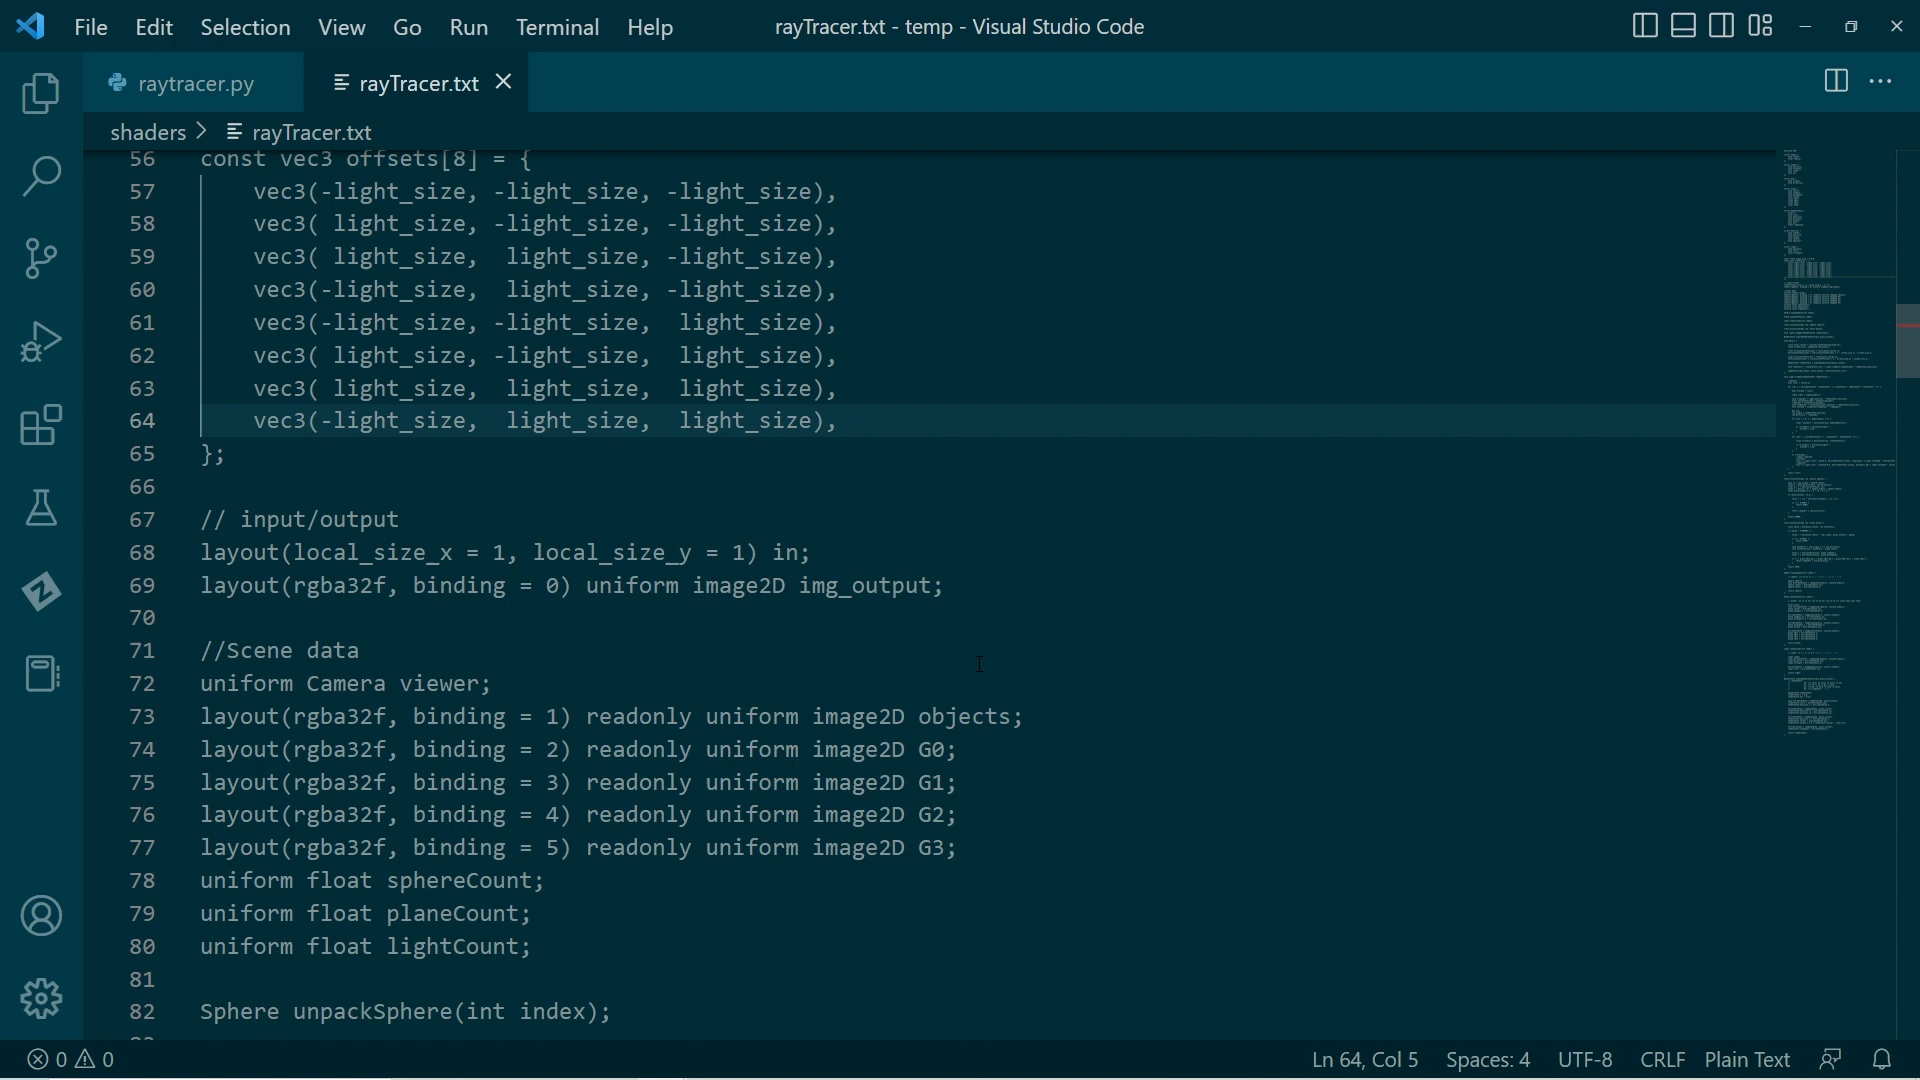 File Edit Selection View Go Run Terminal Help rayTracer.txt - temp - Visual Studio Code
raytracer.py rayTracer.txt
shaders > rayTracer.txt
56 const vec3 offsets[8] = {
57 vec3(-light_size, -light_size, -light_size),
58 vec3( light_size, -light_size, -light_size),
59 vec3( light_size,  light_size, -light_size),
60 vec3(-light_size,  light_size, -light_size),
61 vec3(-light_size, -light_size,  light_size),
62 vec3( light_size, -light_size,  light_size),
63 vec3( light_size,  light_size,  light_size),
64 vec3(-light_size,  light_size,  light_size),
65 };
66
67 // input/output
68 layout(local_size_x = 1, local_size_y = 1) in;
69 layout(rgba32f, binding = 0) uniform image2D img_output;
70
71 //Scene data
72 uniform Camera viewer;
73 layout(rgba32f, binding = 1) readonly uniform image2D objects;
74 layout(rgba32f, binding = 2) readonly uniform image2D G0;
75 layout(rgba32f, binding = 3) readonly uniform image2D G1;
76 layout(rgba32f, binding = 4) readonly uniform image2D G2;
77 layout(rgba32f, binding = 5) readonly uniform image2D G3;
78 uniform float sphereCount;
79 uniform float planeCount;
80 uniform float lightCount;
81
82 Sphere unpackSphere(int index);
0 0 Ln 64, Col 5 Spaces: 4 UTF-8 CRLF Plain Text